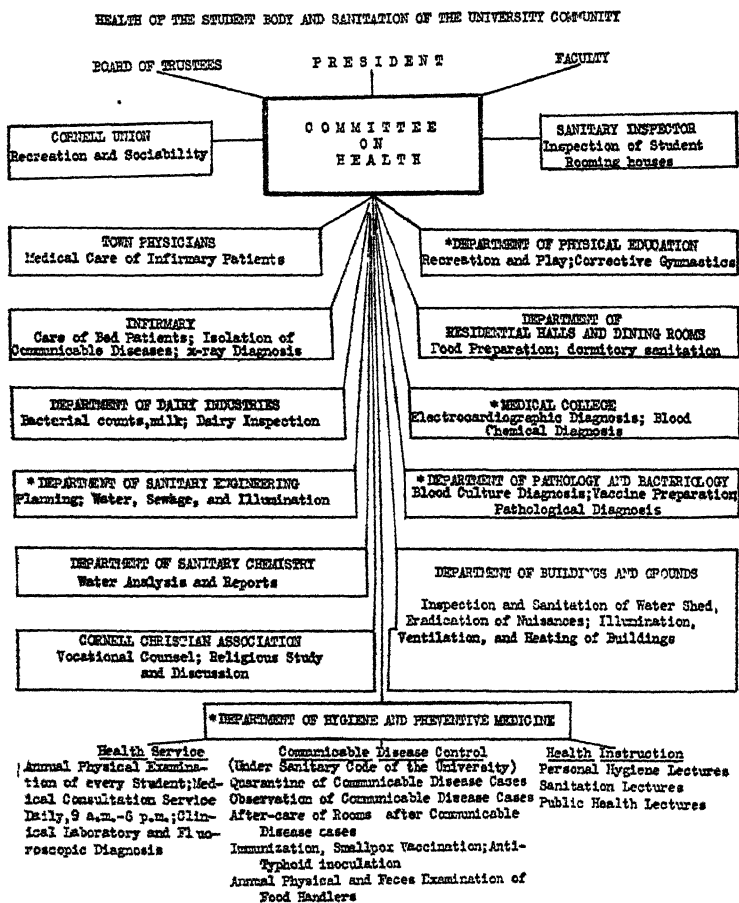 HEALTH OF THE STUDENT BODY AND SANITATION OF THE UNIVERSITY COMMUNITY
BOARD OF TRUSTEES
PRESIDENT
FACULTY
COMMITTEE
ON
HEALTH
CORNELL UNION
Recreation and Sociability
SANITARY INSPECTOR
Inspection of Student
Rooming houses
TOWN PHYSICIANS
Medical Care of Infirmary Patients
*DEPARTMENT OF PHYSICAL EDUCATION
Recreation and Play;Corrective Gymnastics
INFIRMARY
Care of Bed Patients; Isolation of
Communicable Diseases; x-ray Diagnosis
DEPARTMENT OF
RESIDENTIAL HALLS AND DINING ROOMS
Food Preparation; dormitory sanitation
DEPARTMENT OF DAIRY INDUSTRIES
Bacterial counts,milk; Dairy Inspection
*MEDICAL COLLEGE
Electrocardiographic Diagnosis; Blood
Chemical Diagnosis
*DEPARTMENT OF SANITARY ENGINEERING
Planning; Water, Sewage, and Illumination
*DEPARTMENT OF PATHOLOGY AND BACTERIOLOGY
Blood Culture Diagnosis;Vaccine Preparation
Pathological Diagnosis
DEPARTMENT OF SANITARY CHEMISTRY
Water Analysis and Reports
DEPARTMENT OF BUILDINGS AND GROUNDS
Inspection and Sanitation of Water Shed,
Eradication of Nuisances; Illumination,
Ventilation, and Heating of Buildings
CORNELL CHRISTIAN ASSOCIATION
Vocational Counsel; Religious Study
and Discussion
*DEPARTMENT OF HYGIENE AND PREVENTIVE MEDICINE
Health Service
Annual Physical Examina-
tion of every Student;Med-
ical Consultation Service
Daily,9 a.m.-6 p.m.;Clin-
ical Laboratory and Fluo-
roscopic Diagnosis
Communicable Disease Control
(Under Sanitary Code of the University)
Quarantine of Communicable Disease Cases
Observation of Communicable Disease Cases
After-care of Rooms after Communicable
Disease cases
Immunization, Smallpox Vaccination;Anti-
Typhoid inoculation
Annual Physical and Feces Examination of
Food Handlers
Health Instruction
Personal Hygiene Lectures
Sanitation Lectures
Public Health Lectures